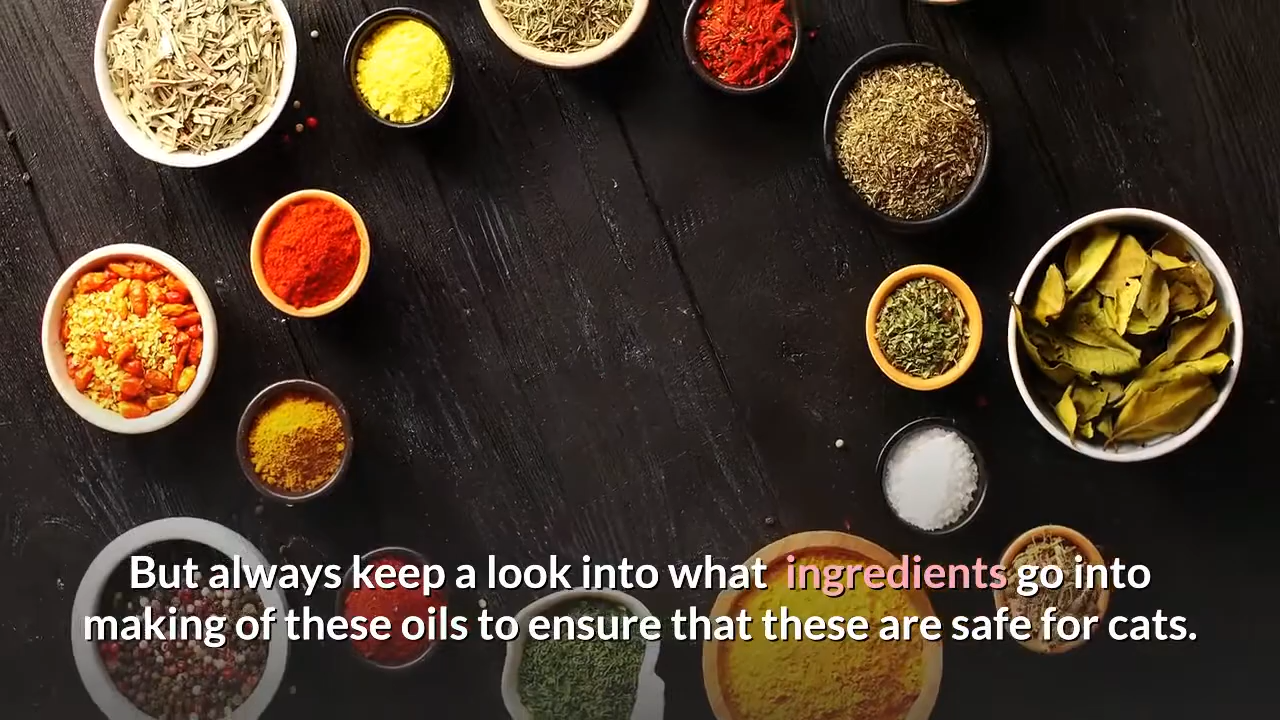 But always keep a look into what ingredients go into
making of these oils to ensure that these are safe for cats.